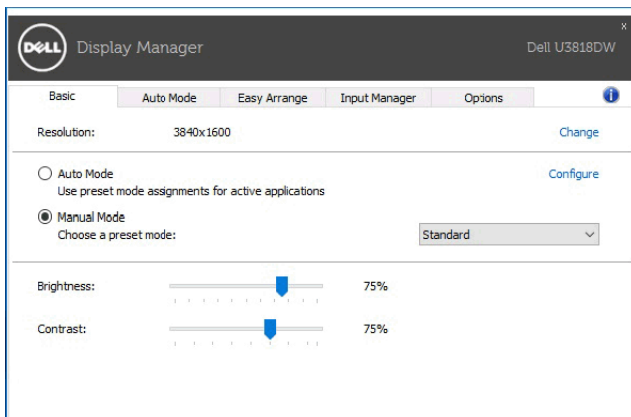 DELL Display Manager Dell U3818DW x
Basic Auto Mode Easy Arrange Input Manager Options i
Resolution: 3840x1600 Change
Auto Mode Configure
Use preset mode assignments for active applications
Manual Mode
Choose a preset mode: Standard
Brightness: 75%
Contrast: 75%